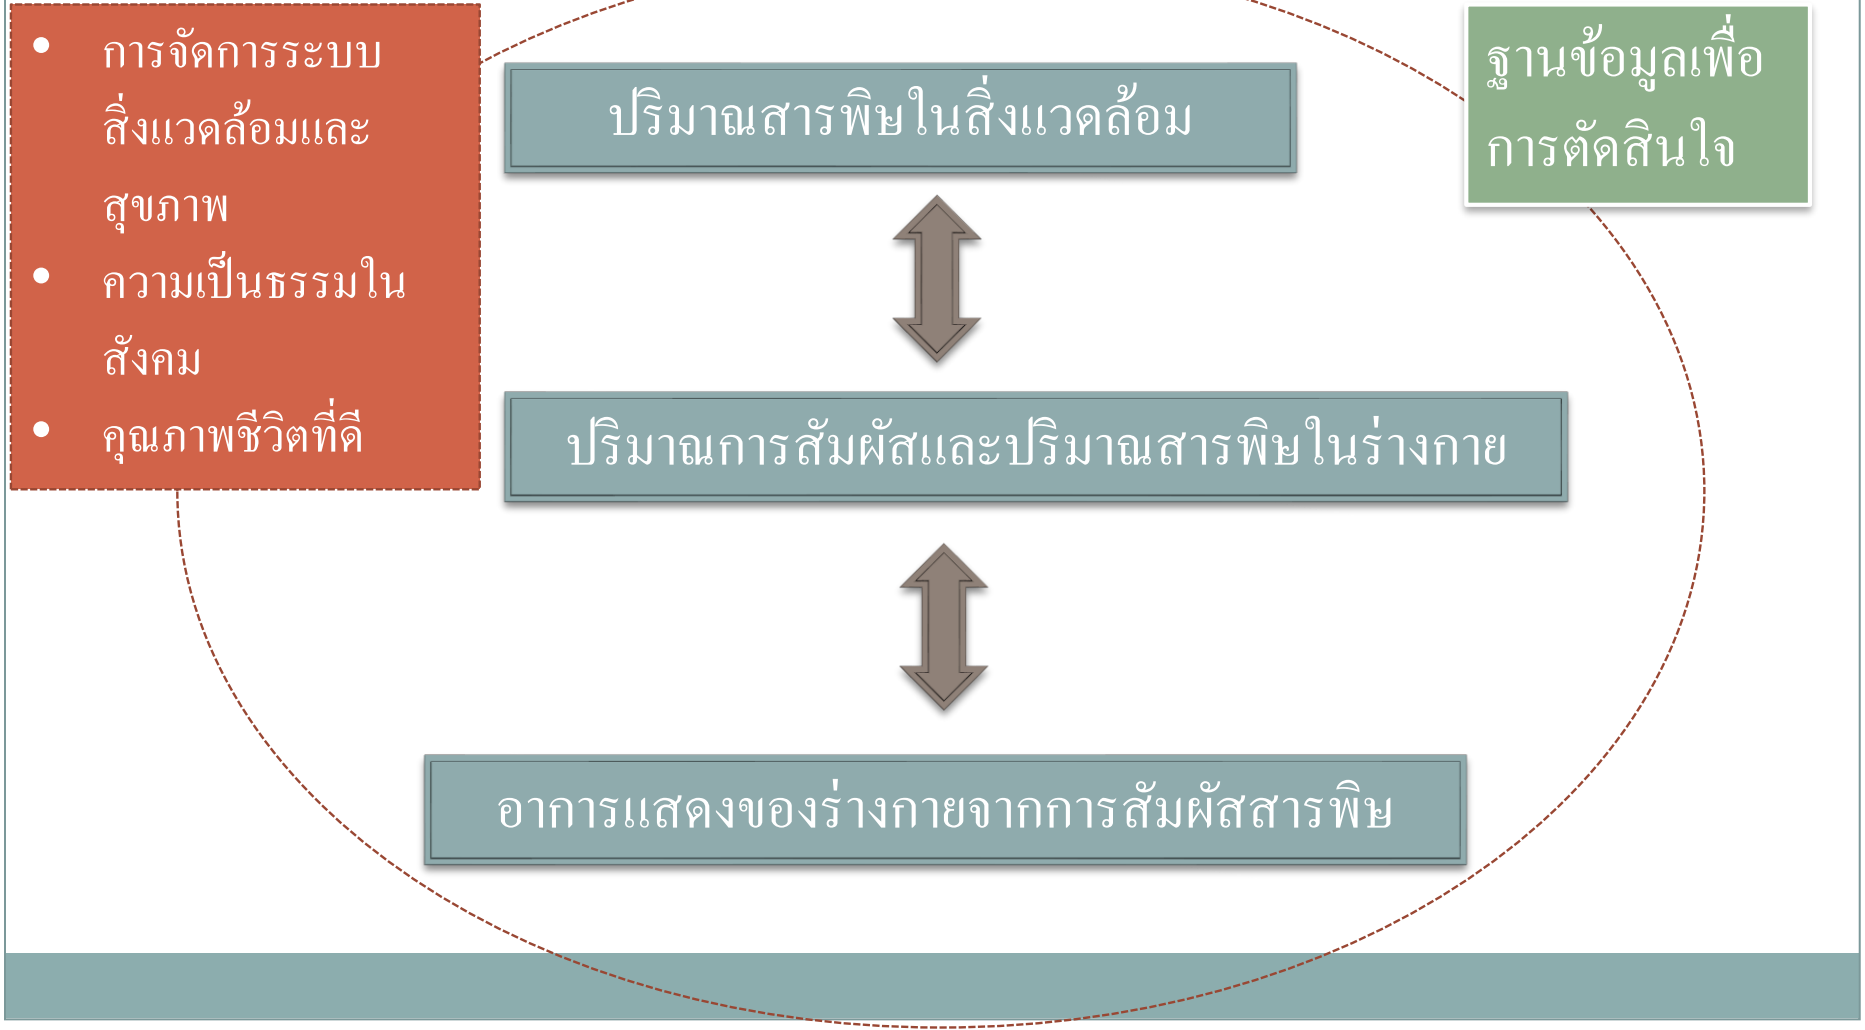 • การจัดการระบบ
สิ่งแวดล้อมและ
สุขภาพ
• ความเป็นธรรมใน
สังคม
• คุณภาพชีวิตที่ดี
ฐานข้อมูลเพื่อ
การตัดสินใจ
ปริมาณสารพิษในสิ่งแวดล้อม
ปริมาณการสัมผัสและปริมาณสารพิษในร่างกาย
อาการแสดงของร่างกายจากการสัมผัสสารพิษ